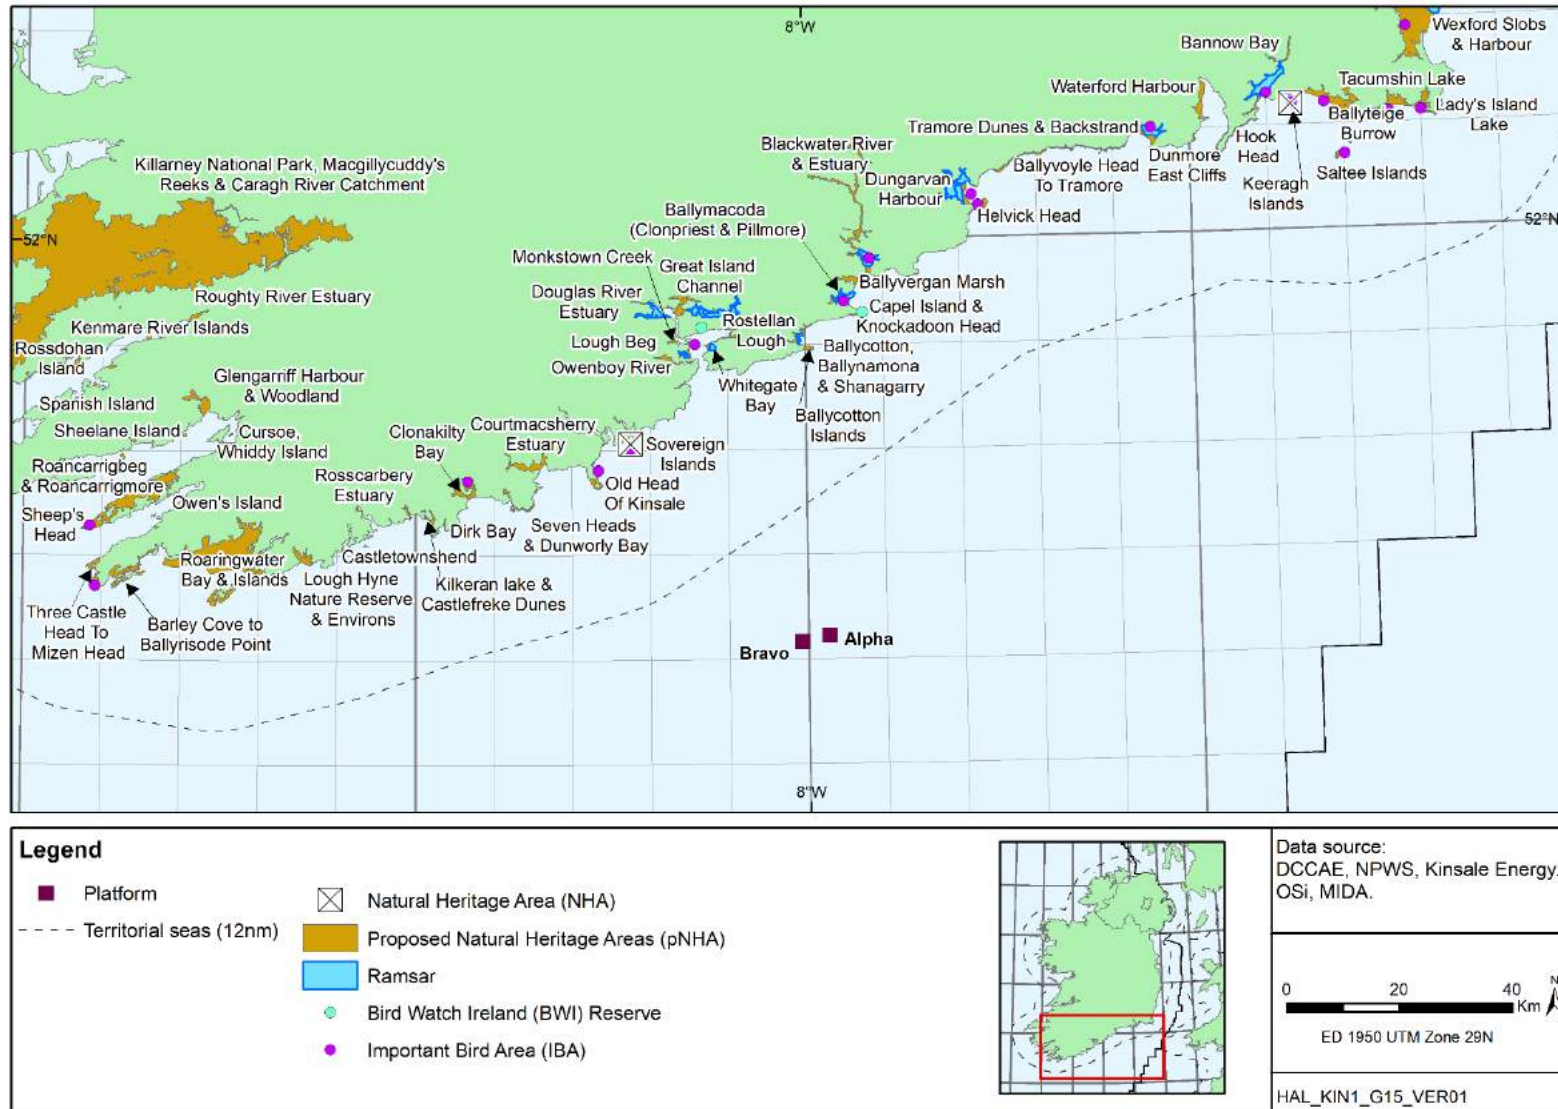 8°W
Wexford Slobs
& Harbour
Bannow Bay
Tacumshin Lake
Waterford Harbour
Lady's Island
Lake
Ballyteige
Burrow
Tramore Dunes & Backstrand
Hook
Head
Blackwater River
& Estuary
Ballyvoyle Head
To Tramore
Dunmore
East Cliffs
Saltee Islands
Killarney National Park, Macgillycuddy's
Reeks & Caragh River Catchment
Dungarvan
Harbour
Keeragh
Islands
Helvick Head
Ballymacoda
(Clonpriest & Pillmore)
52°N
52°N
Monkstown Creek
Great Island
Channel
Ballyvergan Marsh
Roughty River Estuary
Douglas River
Estuary
Capel Island &
Knockadoon Head
Kenmare River Islands
Rostellan
Lough
Rossdohan
Island
Lough Beg
Ballycotton,
Ballynamona
& Shanagarry
Owenboy River
Glengarriff Harbour
& Woodland
Whitegate
Bay
Spanish Island
Ballycotton
Islands
Sheelane Island
Cursoe,
Whiddy Island
Clonakilty
Bay
Courtmacsherry
Estuary
Sovereign
Islands
Roancarrigbeg
& Roancarrigmore
Rosscarbery
Estuary
Old Head
Of Kinsale
Owen's Island
Sheep's
Head
Dirk Bay
Seven Heads
& Dunworly Bay
Castletownshend
Roaringwater
Bay & Islands
Lough Hyne
Nature Reserve
& Environs
Kilkeran lake &
Castlefreke Dunes
Three Castle
Head To
Mizen Head
Barley Cove to
Ballyrisode Point
Bravo
Alpha
8°W
Legend
Platform
Territorial seas (12nm)
Natural Heritage Area (NHA)
Proposed Natural Heritage Areas (pNHA)
Ramsar
Bird Watch Ireland (BWI) Reserve
Important Bird Area (IBA)
Data source:
DCCAE, NPWS, Kinsale Energy.
OSi, MIDA.
0 20 40
Km
N
ED 1950 UTM Zone 29N
HAL_KIN1_G15_VER01